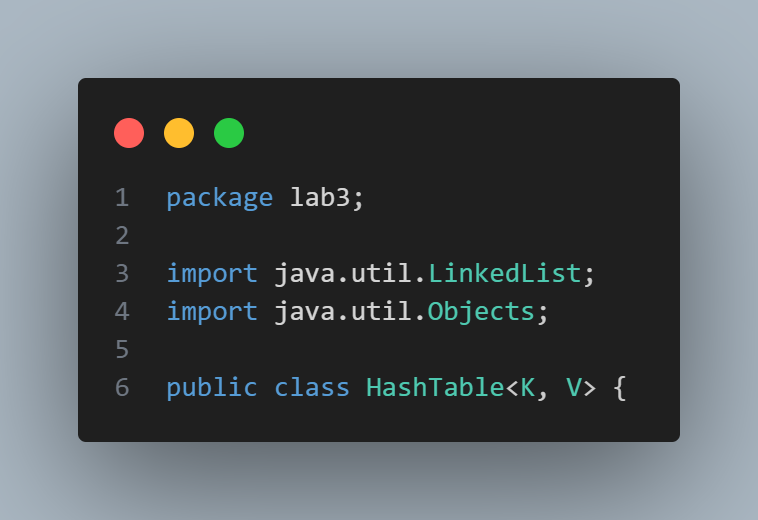 1 package lab3;
2
3 import java.util.LinkedList;
4 import java.util.Objects;
5
6 public class HashTable<K, V> {